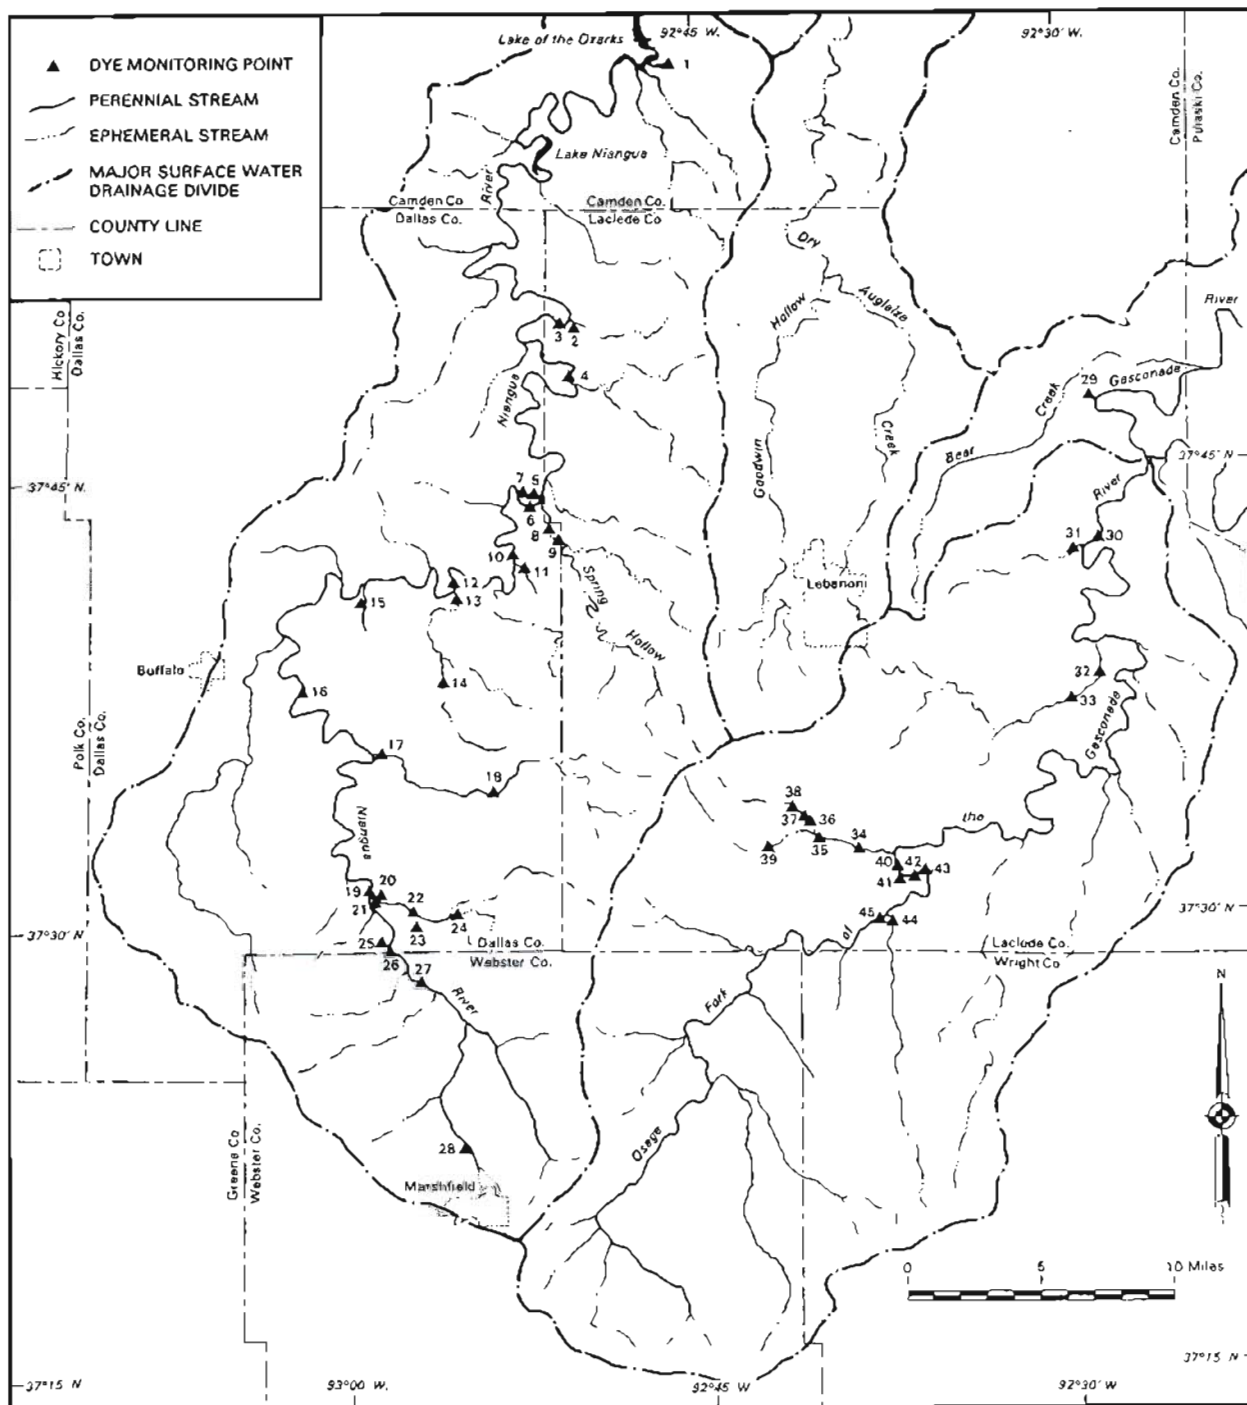 Lake of the Ozarks
92°45' W.
92°30' W.
DYE MONITORING POINT
PERENNIAL STREAM
EPHEMERAL STREAM
MAJOR SURFACE WATER
DRAINAGE DIVIDE
COUNTY LINE
TOWN
1
Camden Co.
Pulaski Co.
Lake Niangua
River
Camden Co
Dallas Co.
Camden Co.
Laclede Co
Dry
Hollow
Auglaize
River
Hickory Co.
Dallas Co.
3
2
4
Niangua
29
Gasconade
Creek
Creek
Bear
Goodwin
37°45' N.
37°45' N.
7
5
6
8
9
River
31
30
10
11
Spring
12
13
15
Lebanon
Hollow
Buffalo
14
16
32
33
Gasconade
Polk Co.
Dallas Co.
17
18
38
37
36
the
34
35
39
Niangua
40
42
43
41
19
20
21
22
23
24
45
44
37°30' N
37°30' N
25
26
27
Dallas Co.
Webster Co.
of
Laclede Co.
Wright Co
River
Fork
N
Osage
Greene Co
Webster Co.
28
Marshfield
0
5
10 Miles
37°15' N
37°15' N
93°00' W.
92°45' W
92°30' W